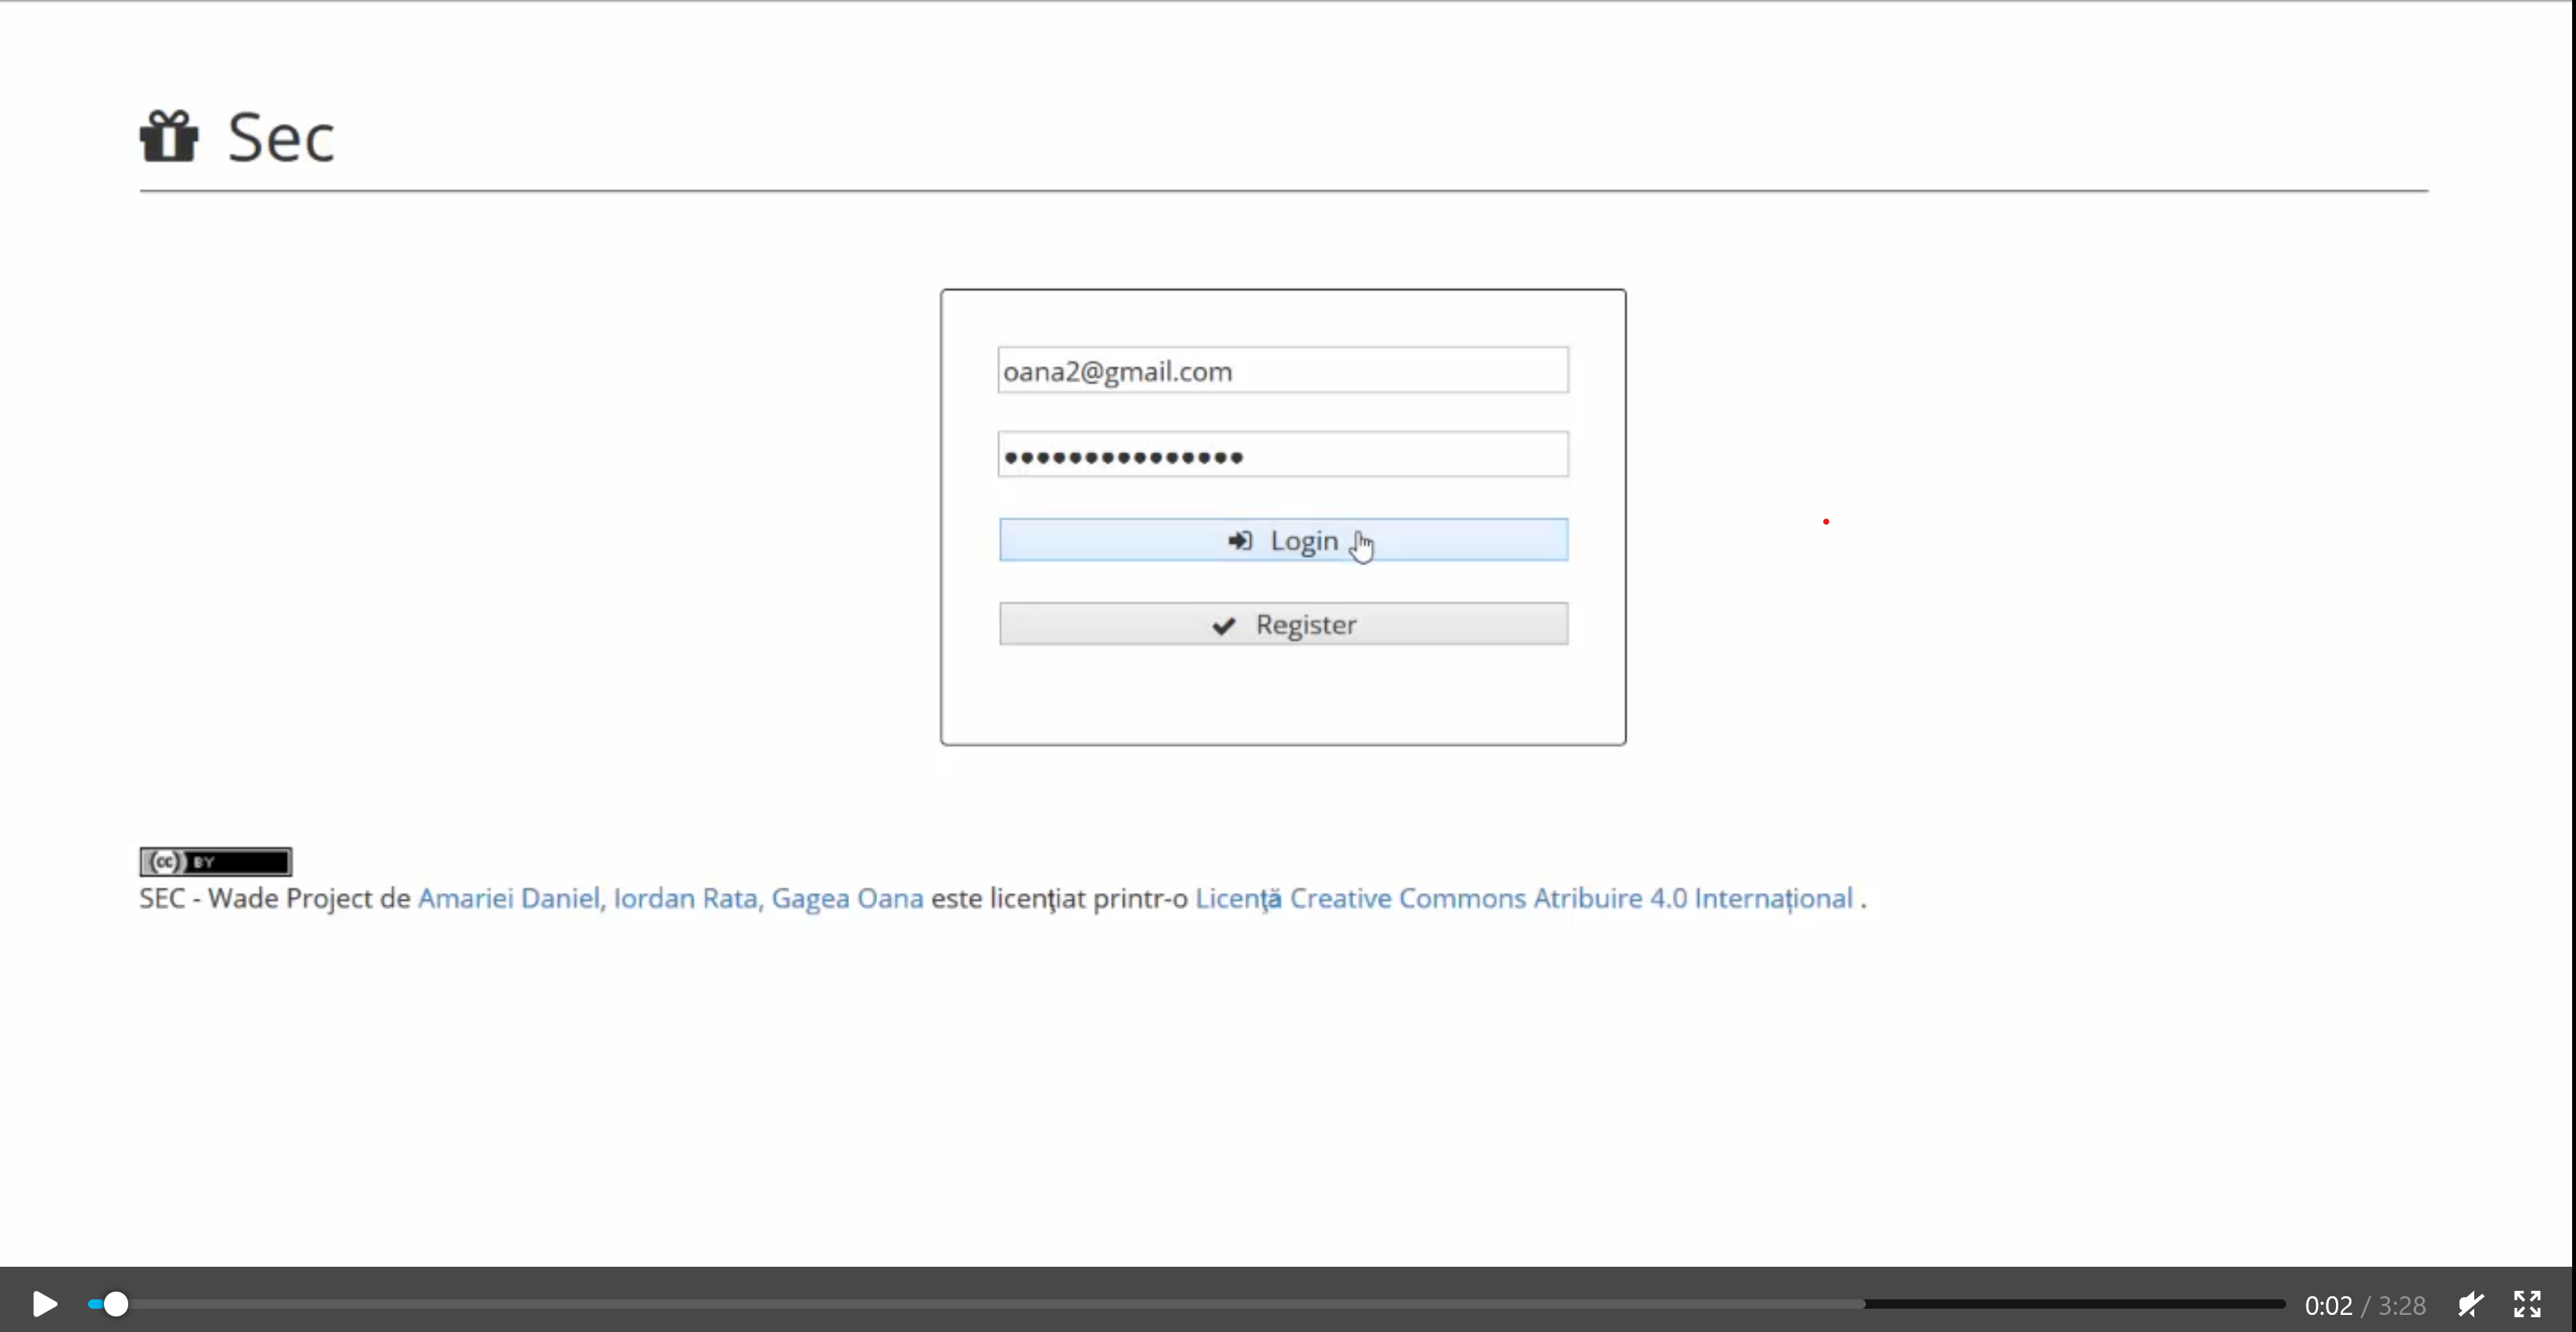 Sec
oana2@gmail.com
Login
Register
(cc) BY
SEC - Wade Project de Amariei Daniel, Iordan Rata, Gagea Oana este licenţiat printr-o Licenţă Creative Commons Atribuire 4.0 Internațional .
0:02 / 3:28